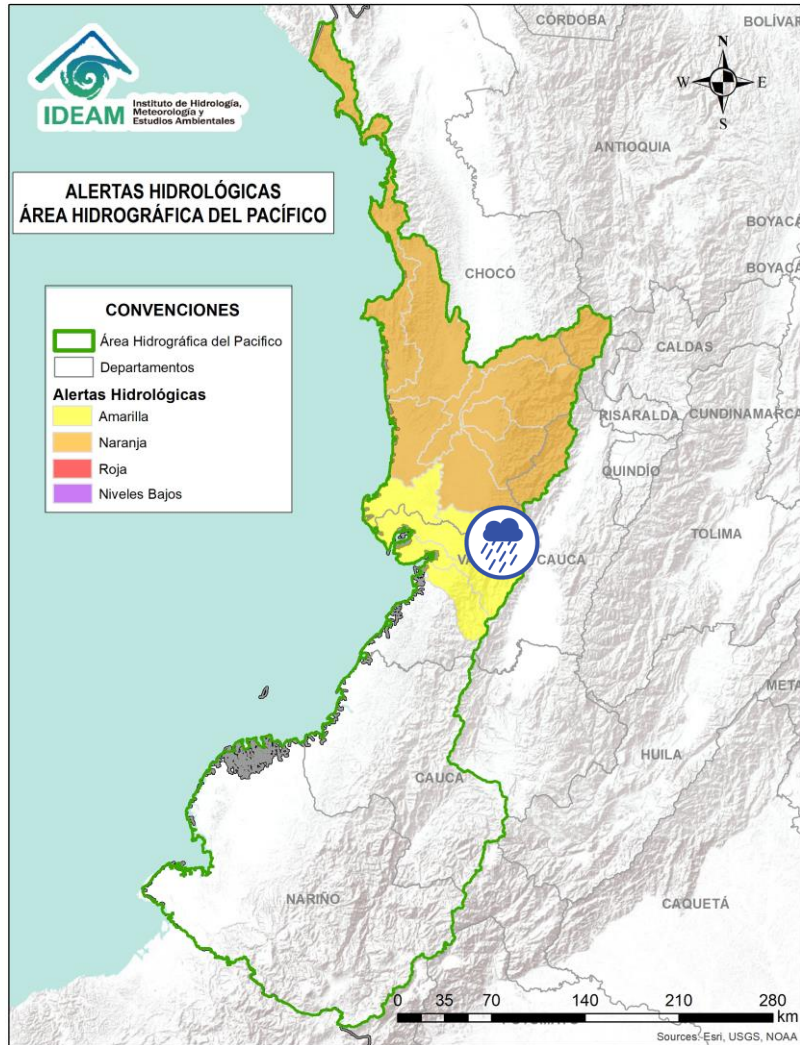 CÓRDOBA
BOLÍVAR
N
W E
S
IDEAM
Instituto de Hidrología,
Meteorología y
Estudios Ambientales
ANTIOQUIA
ALERTAS HIDROLÓGICAS
ÁREA HIDROGRÁFICA DEL PACÍFICO
BOYACÁ
BOYACÁ
CHOCÓ
CONVENCIONES
Área Hidrográfica del Pacifico
Departamentos
Alertas Hidrológicas
Amarilla
Naranja
Roja
Niveles Bajos
CALDAS
RISARALDA
CUNDINAMARCA
QUINDÍO
TOLIMA
CAUCA
META
HUILA
CAUCA
NARIÑO
CAQUETÁ
0 35 70 140 210 280
km
Sources: Esri, USGS, NOAA